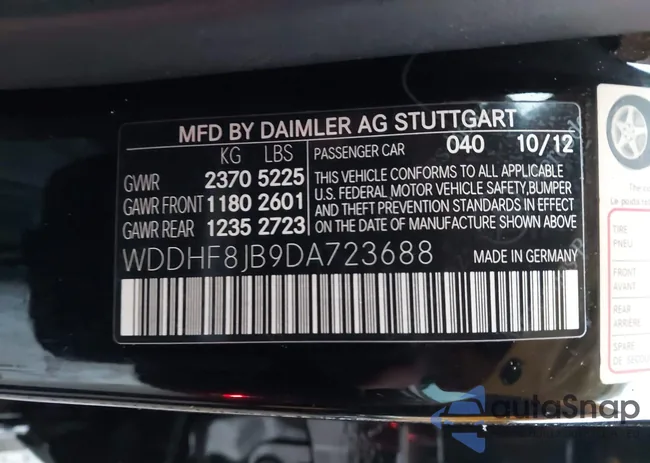 MFD BY DAIMLER AG STUTTGART
KG LBS
GVWR 2370 5225
GAWR FRONT 1180 2601
GAWR REAR 1235 2723
PASSENGER CAR 040 10/12
THIS VEHICLE CONFORMS TO ALL APPLICABLE
U.S. FEDERAL MOTOR VEHICLE SAFETY,BUMPER
AND THEFT PREVENTION STANDARDS IN EFFECT
ON THE DATE OF MANUFACTURE SHOWN ABOVE
WDDHF8JB9DA723688
MADE IN GERMANY
TIRE
PNEU
FRONT
AVANT
REAR
ARRIÈRE
SPARE
autoSnap